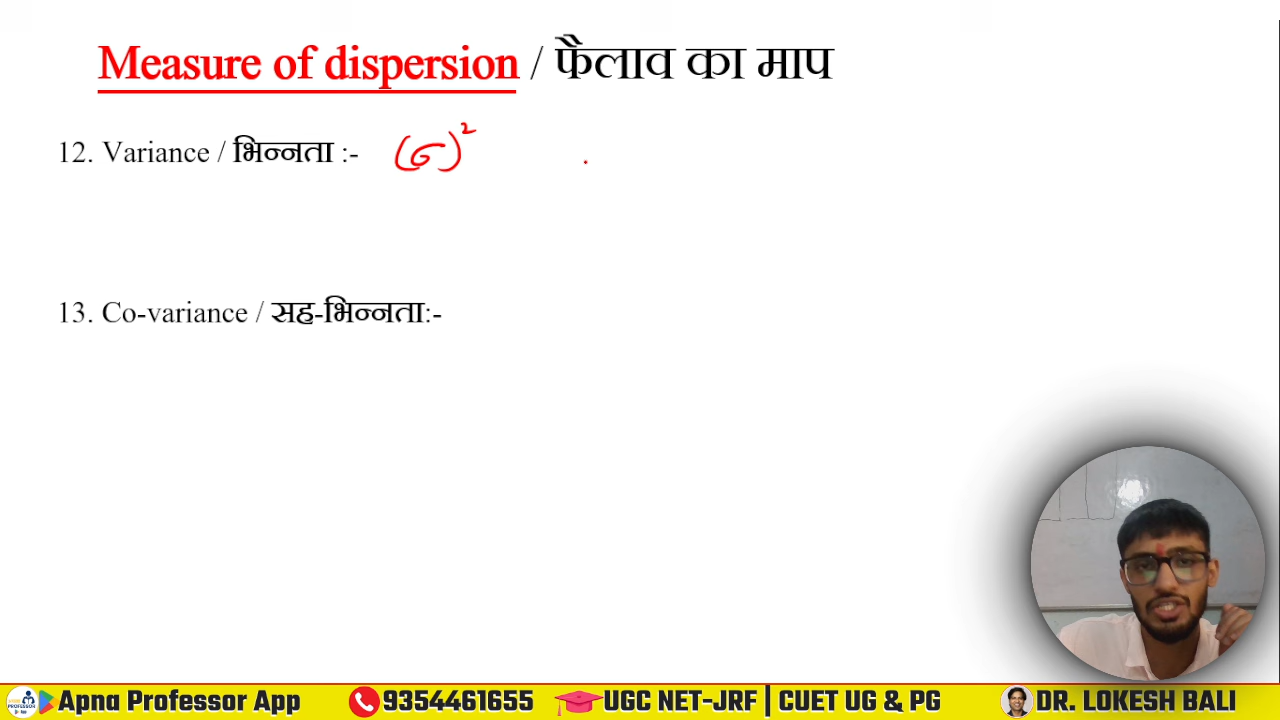 Measure of dispersion / फैलाव का माप
12. Variance / भिन्नता :- (σ)²
13. Co-variance / सह-भिन्नता:-
Apna Professor App 9354461655 UGC NET-JRF | CUET UG & PG DR. LOKESH BALI